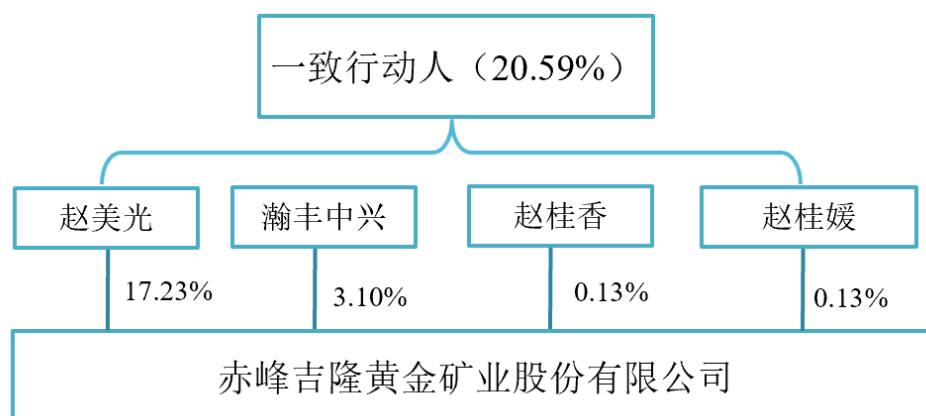 一致行动人（20.59%）
赵美光
瀚丰中兴
赵桂香
赵桂媛
17.23%
3.10%
0.13%
0.13%
赤峰吉隆黄金矿业股份有限公司